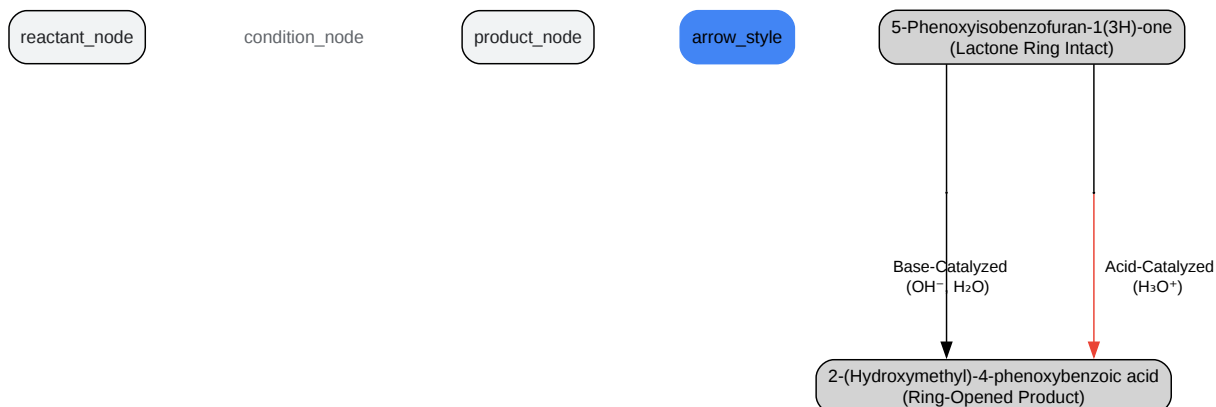 reactant_node
condition_node
product_node
arrow_style
5-Phenoxyisobenzofuran-1(3H)-one
(Lactone Ring Intact)
Base-Catalyzed
(OH⁻, H₂O)
Acid-Catalyzed
(H₃O⁺)
2-(Hydroxymethyl)-4-phenoxybenzoic acid
(Ring-Opened Product)